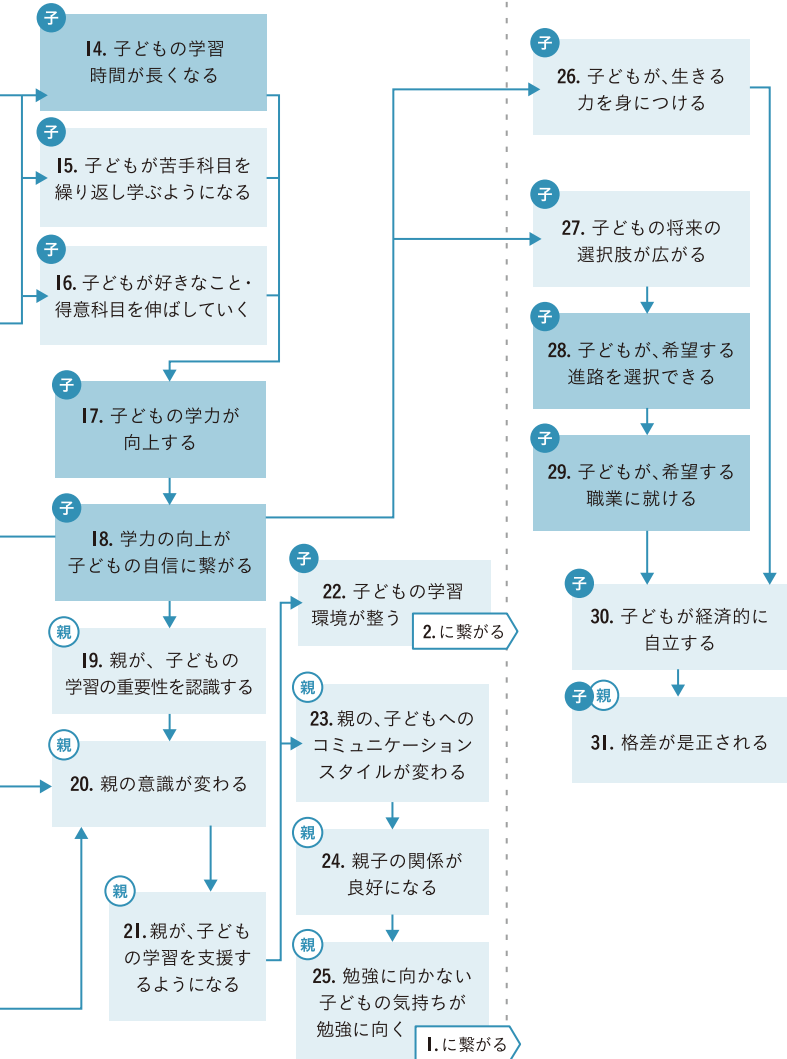 子
14. 子どもの学習
時間が長くなる
子
15. 子どもが苦手科目を
繰り返し学ぶようになる
子
16. 子どもが好きなこと・
得意科目を伸ばしていく
子
17. 子どもの学力が
向上する
子
18. 学力の向上が
子どもの自信に繋がる
親
19. 親が、子どもの
学習の重要性を認識する
親
20. 親の意識が変わる
親
21. 親が、子ども
の学習を支援す
るようになる
子
22. 子どもの学習
環境が整う
2. に繋がる
親
23. 親の、子どもへの
コミュニケーション
スタイルが変わる
親
24. 親子の関係が
良好になる
親
25. 勉強に向かない
子どもの気持ちが
勉強に向く
1. に繋がる
子
26. 子どもが、生きる
力を身につける
子
27. 子どもの将来の
選択肢が広がる
子
28. 子どもが、希望する
進路を選択できる
子
29. 子どもが、希望する
職業に就ける
子
30. 子どもが経済的に
自立する
子 親
31. 格差が是正される